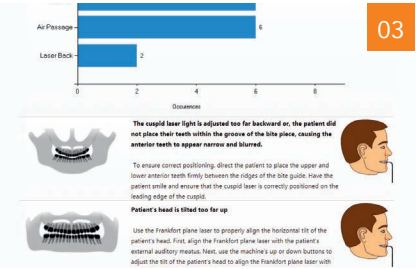 03
Air Passage
6
Laser Back
2
0 2 4 6 8
Occurences
The cuspid laser light is adjusted too far backward or, the patient did
not place their teeth within the groove of the bite piece, causing the
anterior teeth to appear narrow and blurred.
To ensure correct positioning, direct the patient to place the upper and
lower anterior teeth firmly between the ridges of the bite guide. Have the
patient smile and ensure that the cuspid laser is correctly positioned on the
leading edge of the cuspid.
Patient's head is tilted too far up
Use the Frankfort plane laser to properly align the horizontal tilt of the
patient's head. First, align the Frankfort plane laser with the patient's
external auditory meatus. Next, use the machine's up or down buttons to
adjust the tilt of the patient's head to align the Frankfort plane laser with